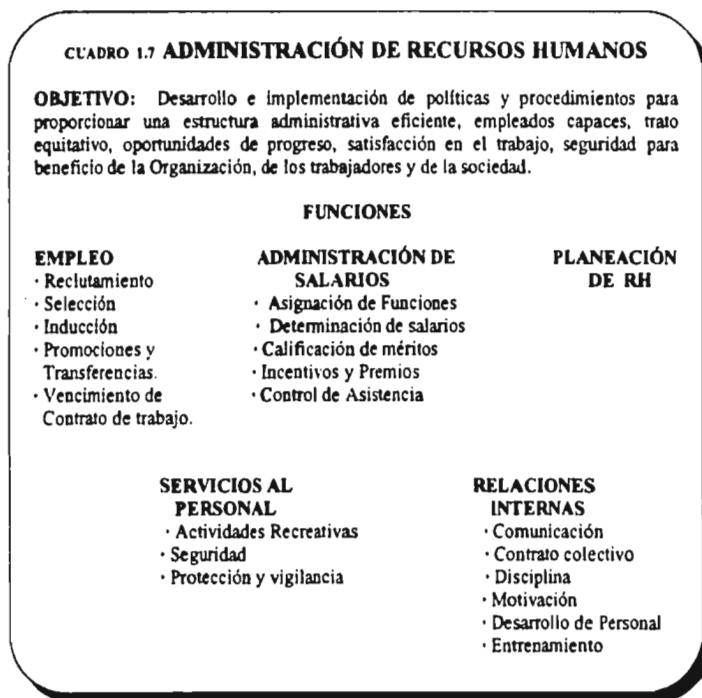 CUADRO 1.7 ADMINISTRACIÓN DE RECURSOS HUMANOS
OBJETIVO: Desarrollo e implementación de políticas y procedimientos para
proporcionar una estructura administrativa eficiente, empleados capaces, trato
equitativo, oportunidades de progreso, satisfacción en el trabajo, seguridad para
beneficio de la Organización, de los trabajadores y de la sociedad.
FUNCIONES
EMPLEO
· Reclutamiento
· Selección
· Inducción
· Promociones y
Transferencias.
· Vencimiento de
Contrato de trabajo.
ADMINISTRACIÓN DE
SALARIOS
· Asignación de Funciones
· Determinación de salarios
· Calificación de méritos
· Incentivos y Premios
· Control de Asistencia
PLANEACIÓN
DE RH
SERVICIOS AL
PERSONAL
· Actividades Recreativas
· Seguridad
· Protección y vigilancia
RELACIONES
INTERNAS
· Comunicación
· Contrato colectivo
· Disciplina
· Motivación
· Desarrollo de Personal
· Entrenamiento